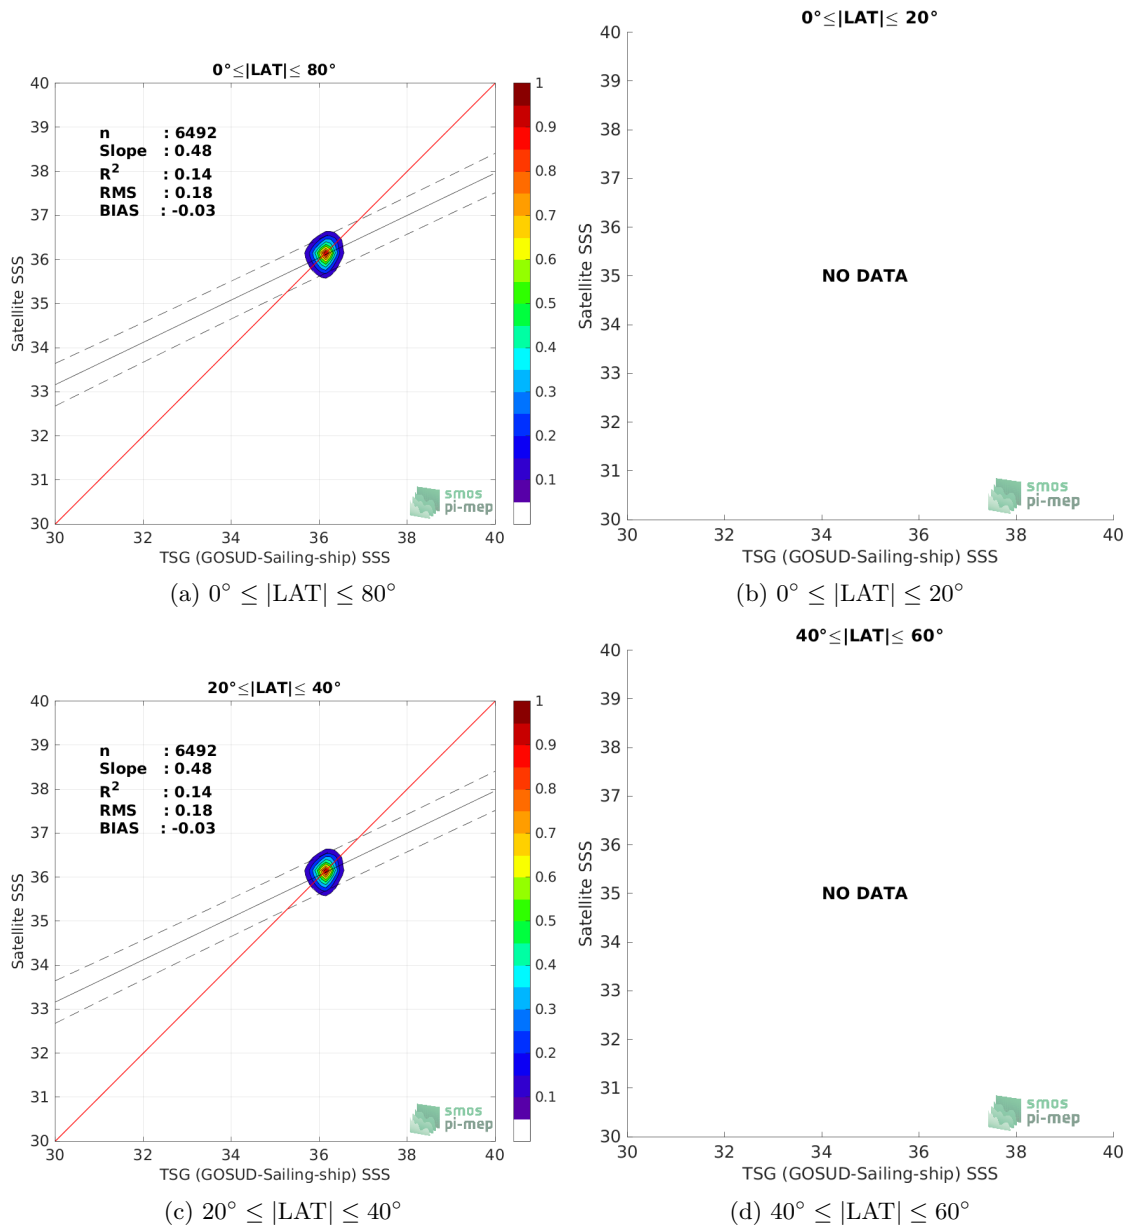 0°≤|LAT|≤ 80°
40
39
38
37
36
35
34
33
32
31
30
Satellite SSS
n : 6492
Slope : 0.48
R² : 0.14
RMS : 0.18
BIAS : -0.03
1
0.9
0.8
0.7
0.6
0.5
0.4
0.3
0.2
0.1
smos
pi-mep
30 32 34 36 38 40
TSG (GOSUD-Sailing-ship) SSS
(a) 0° ≤ |LAT| ≤ 80°
0°≤|LAT|≤ 20°
40
39
38
37
36
35
34
33
32
31
30
Satellite SSS
NO DATA
smos
pi-mep
30 32 34 36 38 40
TSG (GOSUD-Sailing-ship) SSS
(b) 0° ≤ |LAT| ≤ 20°
20°≤|LAT|≤ 40°
40
39
38
37
36
35
34
33
32
31
30
Satellite SSS
n : 6492
Slope : 0.48
R² : 0.14
RMS : 0.18
BIAS : -0.03
1
0.9
0.8
0.7
0.6
0.5
0.4
0.3
0.2
0.1
smos
pi-mep
30 32 34 36 38 40
TSG (GOSUD-Sailing-ship) SSS
(c) 20° ≤ |LAT| ≤ 40°
40°≤|LAT|≤ 60°
40
39
38
37
36
35
34
33
32
31
30
Satellite SSS
NO DATA
smos
pi-mep
30 32 34 36 38 40
TSG (GOSUD-Sailing-ship) SSS
(d) 40° ≤ |LAT| ≤ 60°